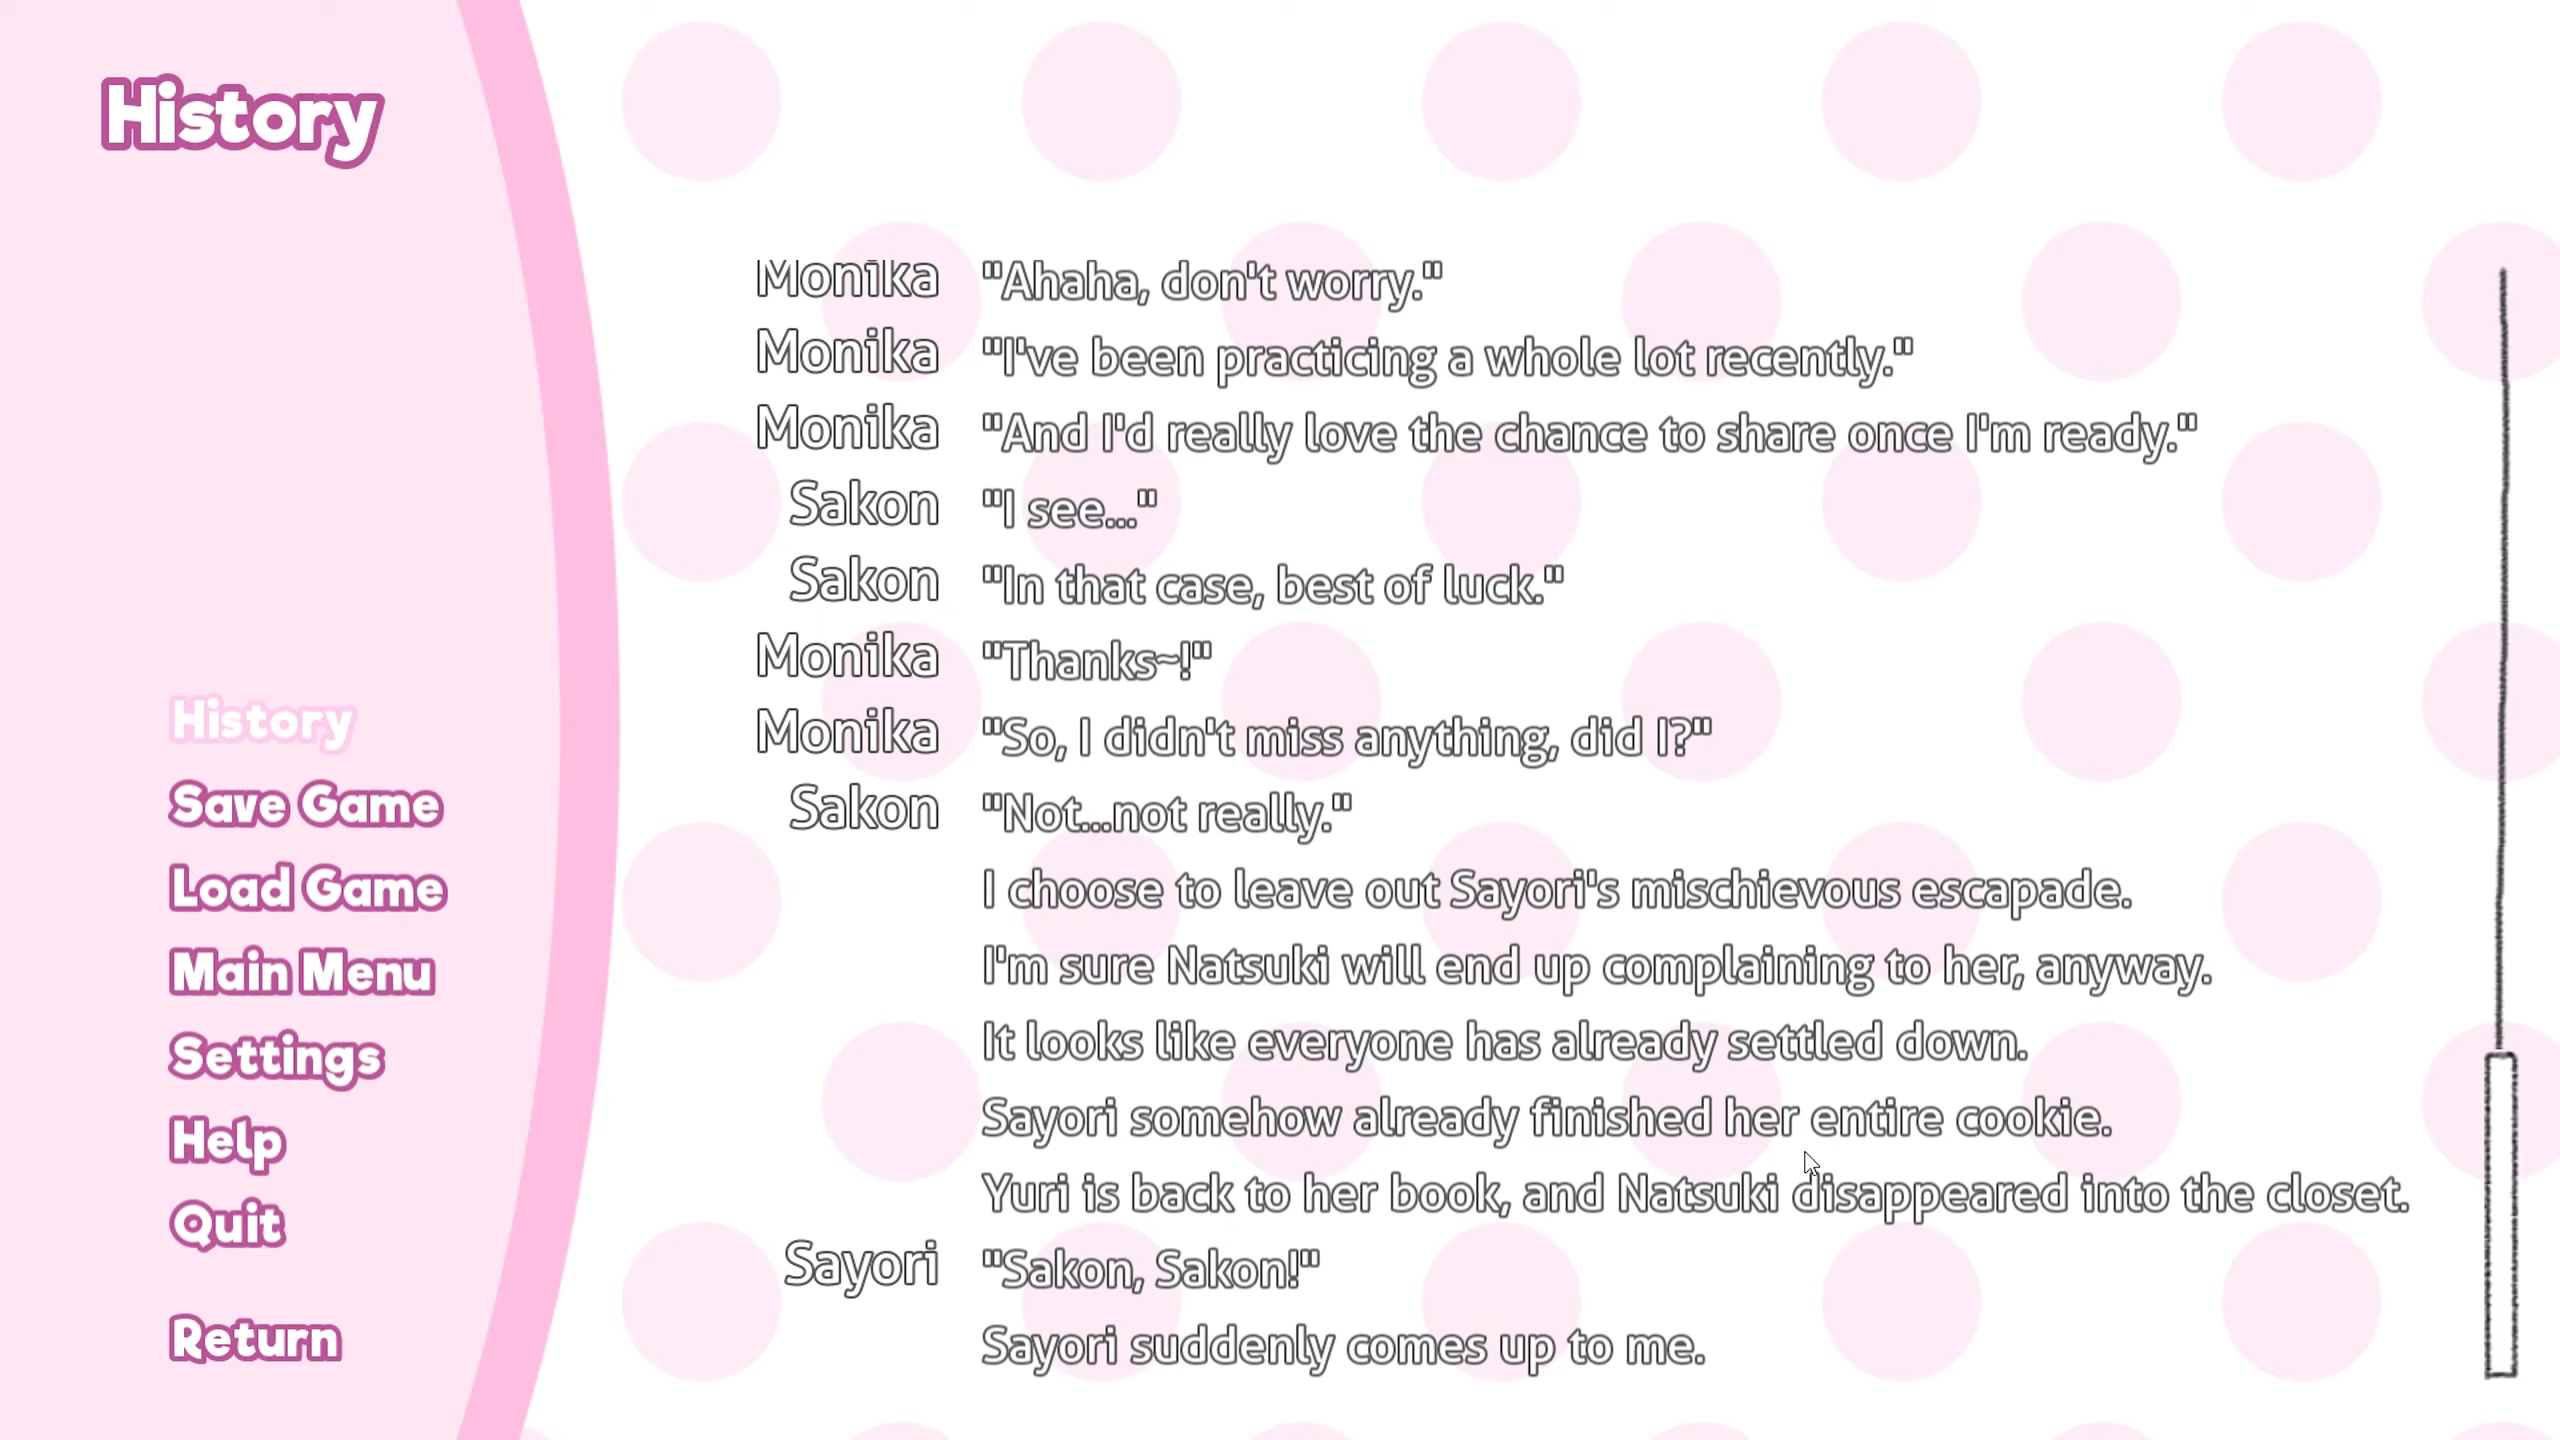 History
Monika "Ahaha, don't worry."
Monika "I've been practicing a whole lot recently."
Monika "And I'd really love the chance to share once I'm ready."
Sakon "I see..."
Sakon "In that case, best of luck."
Monika "Thanks~!"
Monika "So, I didn't miss anything, did I?"
Sakon "Not...not really."
I choose to leave out Sayori's mischievous escapade.
I'm sure Natsuki will end up complaining to her, anyway.
It looks like everyone has already settled down.
Sayori somehow already finished her entire cookie.
Yuri is back to her book, and Natsuki disappeared into the closet.
Sayori "Sakon, Sakon!"
Sayori suddenly comes up to me.
History
Save Game
Load Game
Main Menu
Settings
Help
Quit
Return